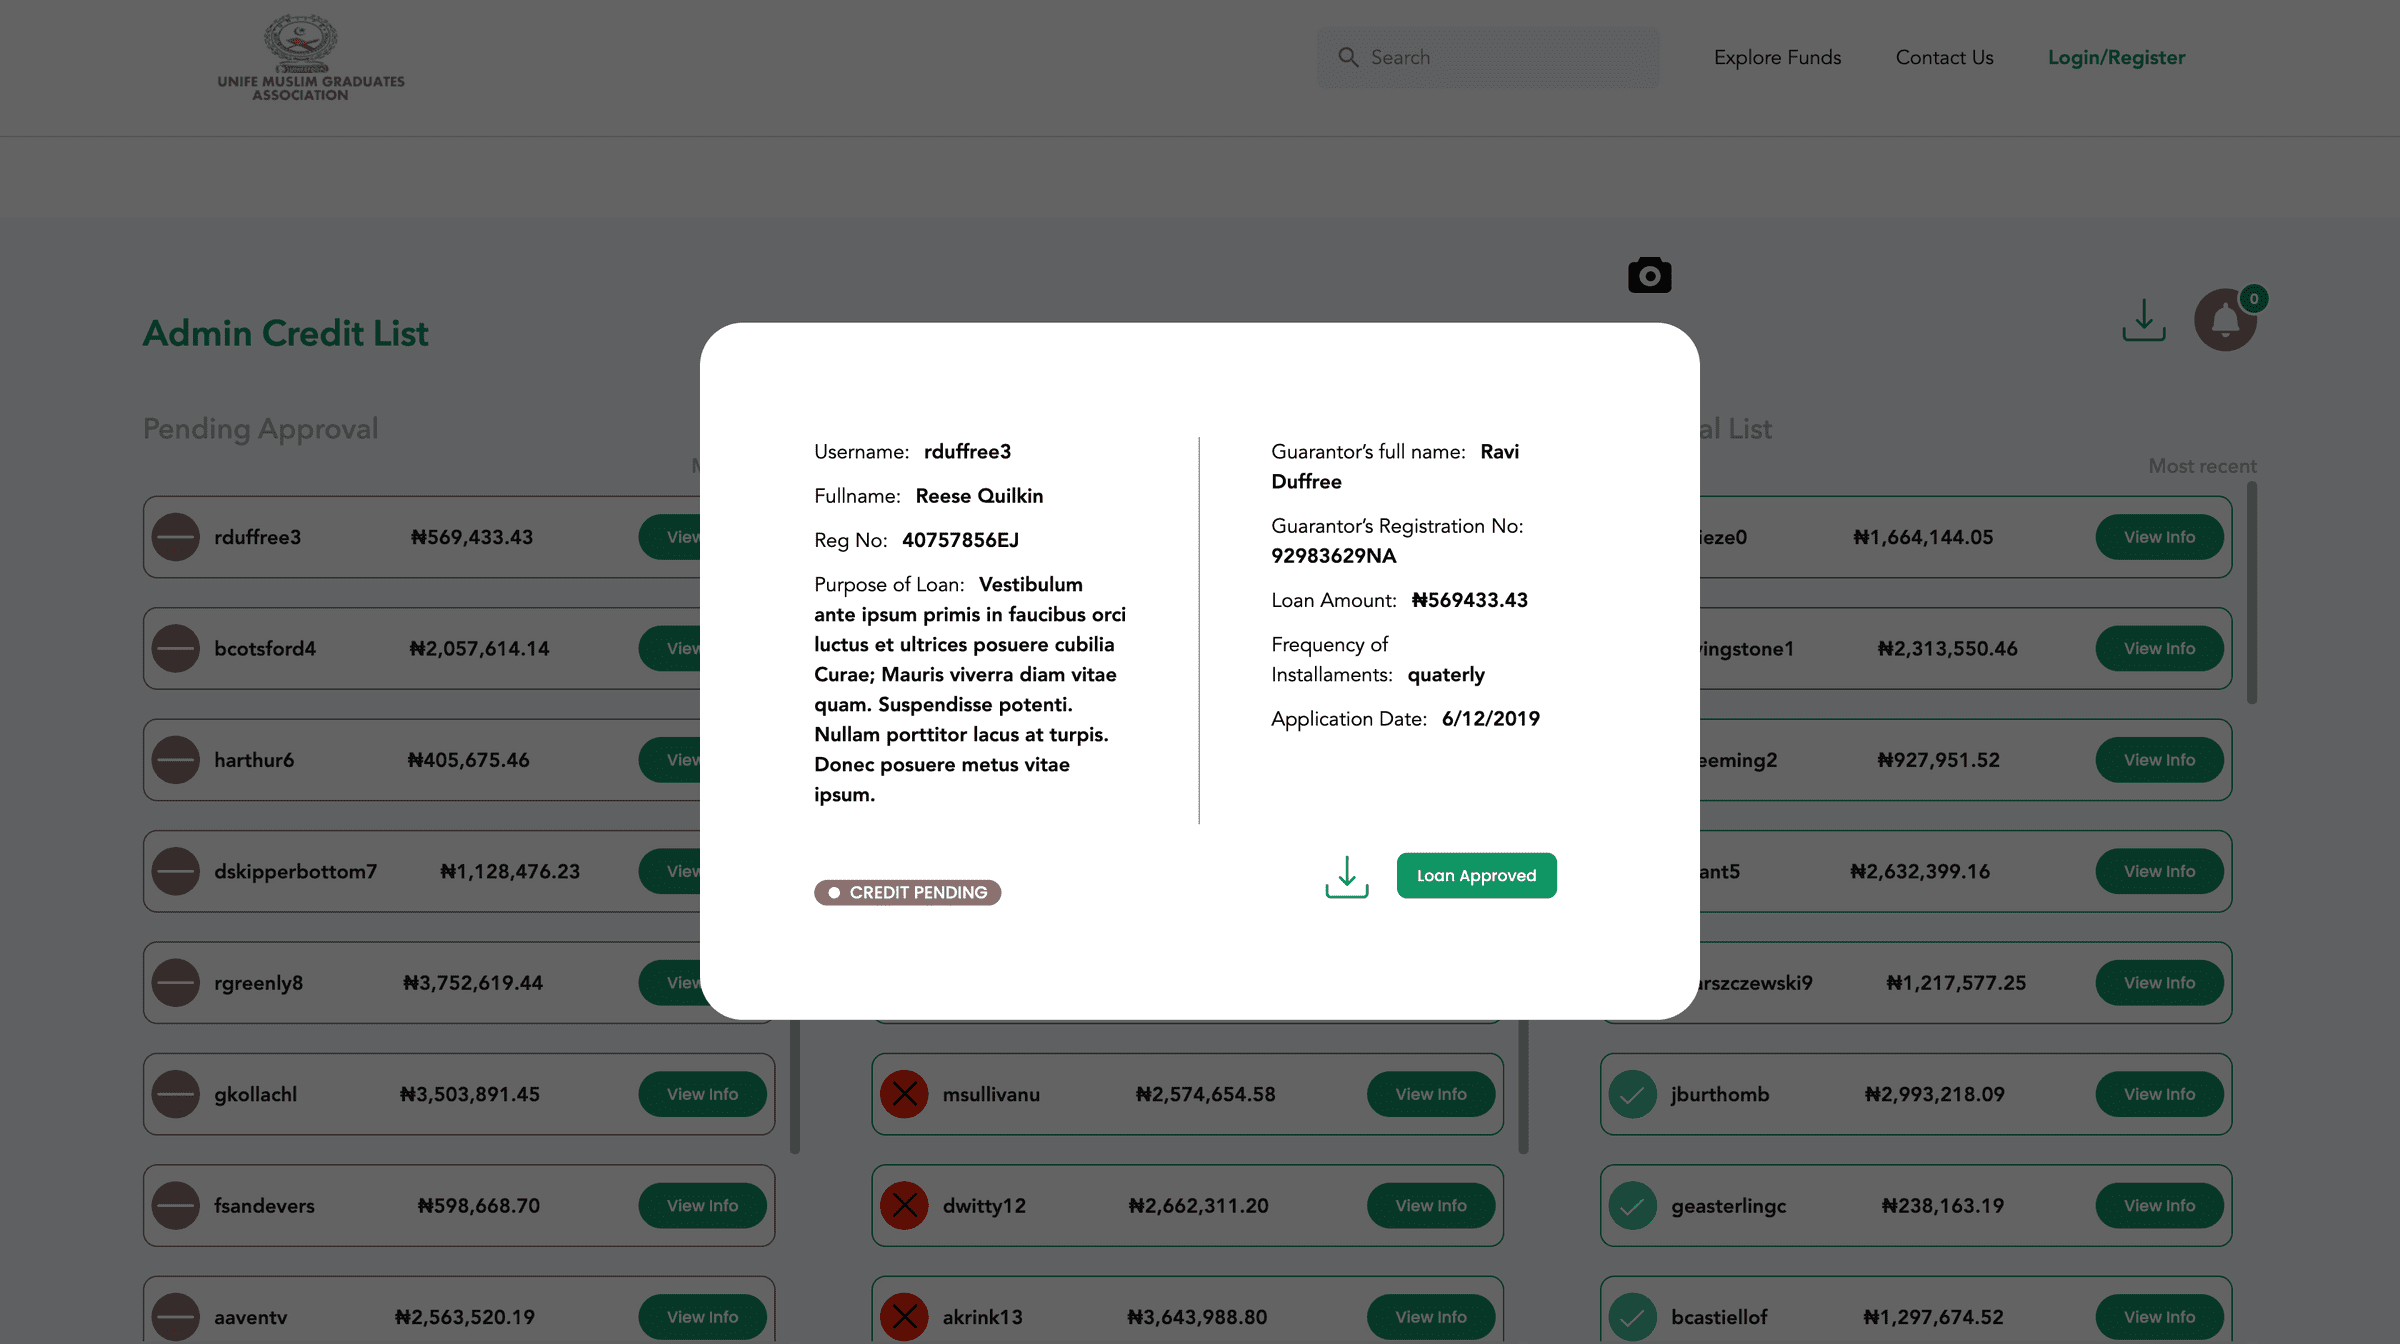 UNIFE MUSLIM GRADUATES
ASSOCIATION
Search
Explore Funds
Contact Us
Login/Register
Admin Credit List
0
Pending Approval
al List
Most recent
rduffree3 ₦569,433.43 View
bcotsford4 ₦2,057,614.14 View
harthur6 ₦405,675.46 View
dskipperbottom7 ₦1,128,476.23 View
rgreenly8 ₦3,752,619.44 View
gkollachl ₦3,503,891.45 View Info
fsandevers ₦598,668.70 View Info
aaventv ₦2,563,520.19 View Info
Username: rduffree3
Fullname: Reese Quilkin
Reg No: 40757856EJ
Purpose of Loan: Vestibulum
ante ipsum primis in faucibus orci
luctus et ultrices posuere cubilia
Curae; Mauris viverra diam vitae
quam. Suspendisse potenti.
Nullam porttitor lacus at turpis.
Donec posuere metus vitae
ipsum.
CREDIT PENDING
Guarantor’s full name: Ravi
Duffree
Guarantor’s Registration No:
92983629NA
Loan Amount: ₦569433.43
Frequency of
Installaments: quaterly
Application Date: 6/12/2019
Loan Approved
msullivanu ₦2,574,654.58 View Info
dwitty12 ₦2,662,311.20 View Info
akrink13 ₦3,643,988.80 View Info
ieze0 ₦1,664,144.05 View Info
vingstone1 ₦2,313,550.46 View Info
eeming2 ₦927,951.52 View Info
ant5 ₦2,632,399.16 View Info
arszczewski9 ₦1,217,577.25 View Info
jburthomb ₦2,993,218.09 View Info
geasterlingc ₦238,163.19 View Info
bcastiellof ₦1,297,674.52 View Info